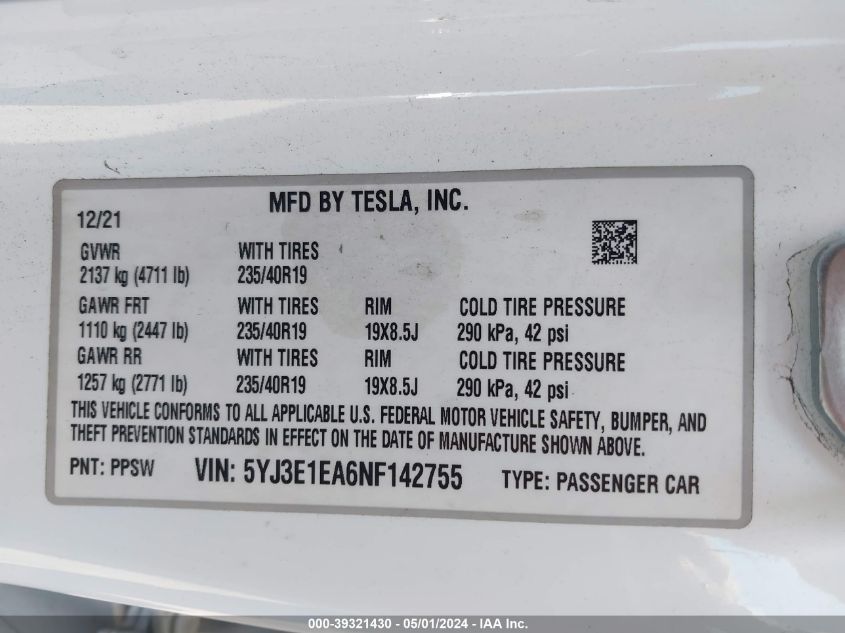 MFD BY TESLA, INC.
12/21
GVWR WITH TIRES
2137 kg (4711 lb) 235/40R19
GAWR FRT WITH TIRES RIM COLD TIRE PRESSURE
1110 kg (2447 lb) 235/40R19 19X8.5J 290 kPa, 42 psi
GAWR RR WITH TIRES RIM COLD TIRE PRESSURE
1257 kg (2771 lb) 235/40R19 19X8.5J 290 kPa, 42 psi
THIS VEHICLE CONFORMS TO ALL APPLICABLE U.S. FEDERAL MOTOR VEHICLE SAFETY, BUMPER, AND
THEFT PREVENTION STANDARDS IN EFFECT ON THE DATE OF MANUFACTURE SHOWN ABOVE.
PNT: PPSW VIN: 5YJ3E1EA6NF142755 TYPE: PASSENGER CAR
000-39321430 - 05/01/2024 - IAA Inc.